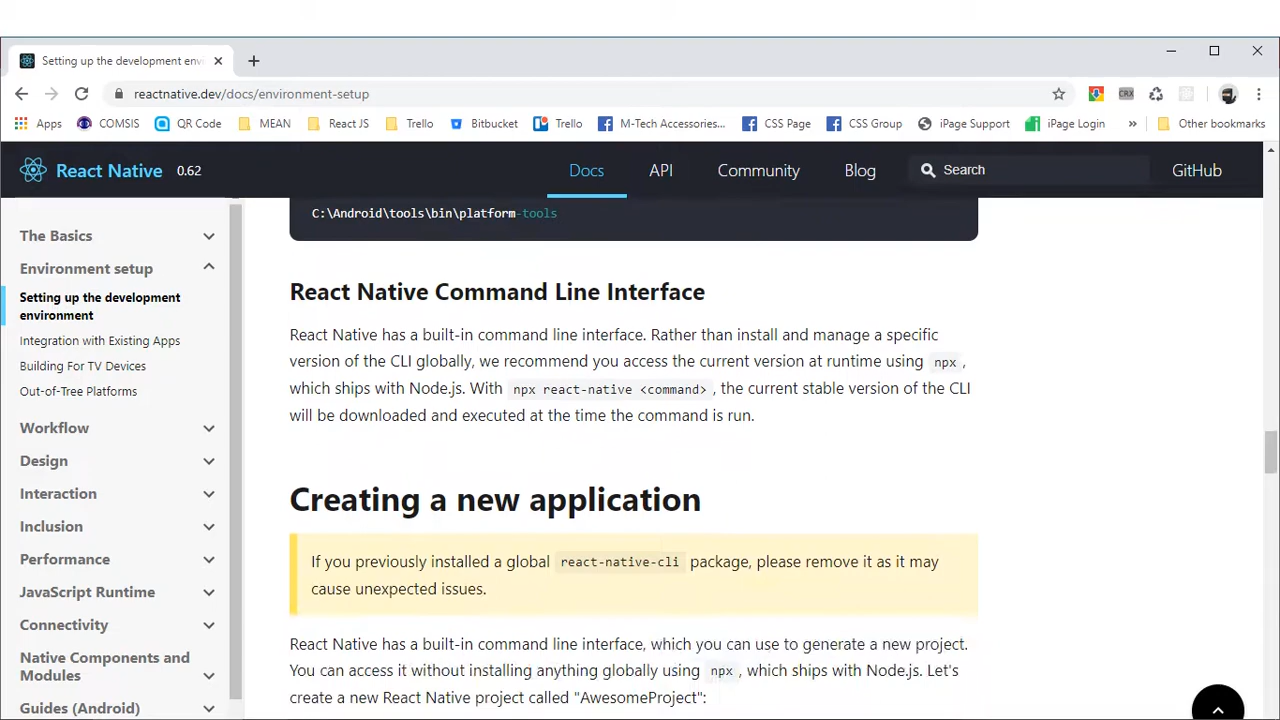 Setting up the development env
reactnative.dev/docs/environment-setup
Apps COMSIS QR Code MEAN React JS Trello Bitbucket Trello M-Tech Accessories... CSS Page CSS Group iPage Support iPage Login » Other bookmarks
React Native 0.62 Docs API Community Blog Search GitHub
The Basics
Environment setup
Setting up the development
environment
Integration with Existing Apps
Building For TV Devices
Out-of-Tree Platforms
Workflow
Design
Interaction
Inclusion
Performance
JavaScript Runtime
Connectivity
Native Components and
Modules
Guides (Android)
C:\Android\tools\bin\platform-tools
React Native Command Line Interface
React Native has a built-in command line interface. Rather than install and manage a specific
version of the CLI globally, we recommend you access the current version at runtime using npx,
which ships with Node.js. With npx react-native <command>, the current stable version of the CLI
will be downloaded and executed at the time the command is run.
Creating a new application
If you previously installed a global react-native-cli package, please remove it as it may
cause unexpected issues.
React Native has a built-in command line interface, which you can use to generate a new project.
You can access it without installing anything globally using npx, which ships with Node.js. Let's
create a new React Native project called "AwesomeProject":